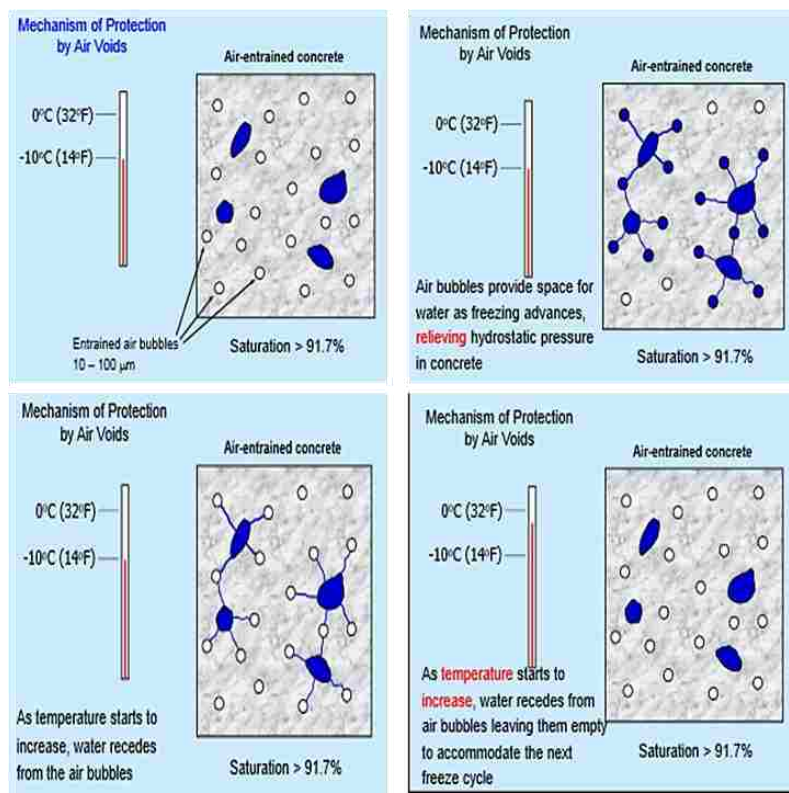 Mechanism of Protection
by Air Voids
Air-entrained concrete
0°C (32°F)
-10°C (14°F)
Entrained air bubbles
10 – 100 µm
Saturation > 91.7%
Mechanism of Protection
by Air Voids
Air-entrained concrete
0°C (32°F)
-10°C (14°F)
Air bubbles provide space for
water as freezing advances,
relieving hydrostatic pressure
in concrete
Saturation > 91.7%
Mechanism of Protection
by Air Voids
Air-entrained concrete
0°C (32°F)
-10°C (14°F)
As temperature starts to
increase, water recedes
from the air bubbles
Saturation > 91.7%
Mechanism of Protection
by Air Voids
Air-entrained concrete
0°C (32°F)
-10°C (14°F)
As temperature starts to
increase, water recedes from
air bubbles leaving them empty
to accommodate the next
freeze cycle
Saturation > 91.7%